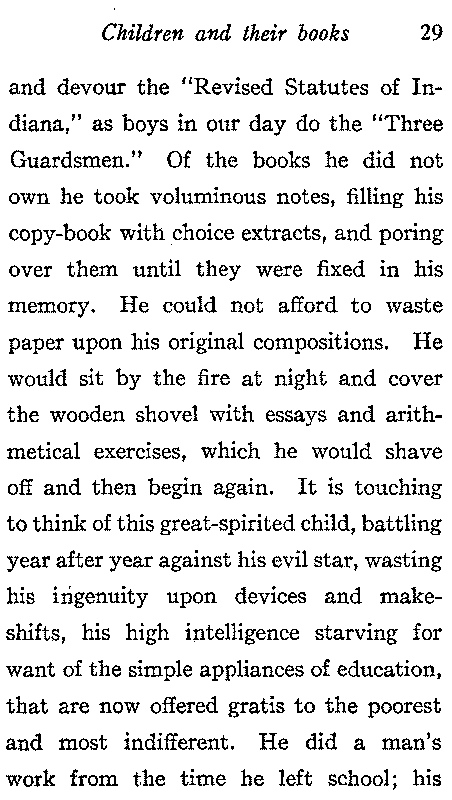 Children and their books 29
and devour the "Revised Statutes of In-
diana," as boys in our day do the "Three
Guardsmen." Of the books he did not
own he took voluminous notes, filling his
copy-book with choice extracts, and poring
over them until they were fixed in his
memory. He could not afford to waste
paper upon his original compositions. He
would sit by the fire at night and cover
the wooden shovel with essays and arith-
metical exercises, which he would shave
off and then begin again. It is touching
to think of this great-spirited child, battling
year after year against his evil star, wasting
his ingenuity upon devices and make-
shifts, his high intelligence starving for
want of the simple appliances of education,
that are now offered gratis to the poorest
and most indifferent. He did a man's
work from the time he left school; his